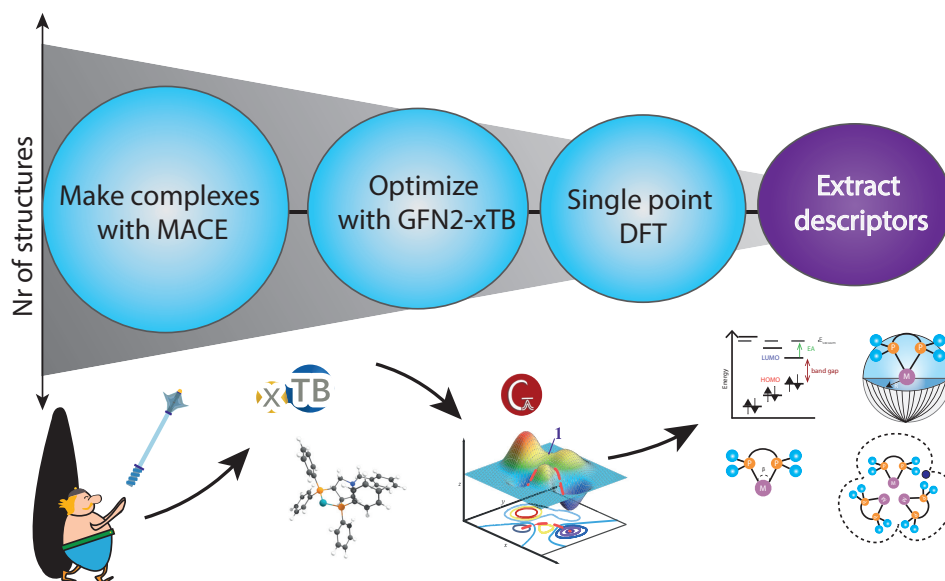 Nr of structures
Make complexes
with MACE
Optimize
with GFN2-xTB
Single point
DFT
Extract
descriptors
xTB
1
z
y
x
Energy
LUMO
HOMO
EA
band gap
P P
M
P P
β
M
P P
M